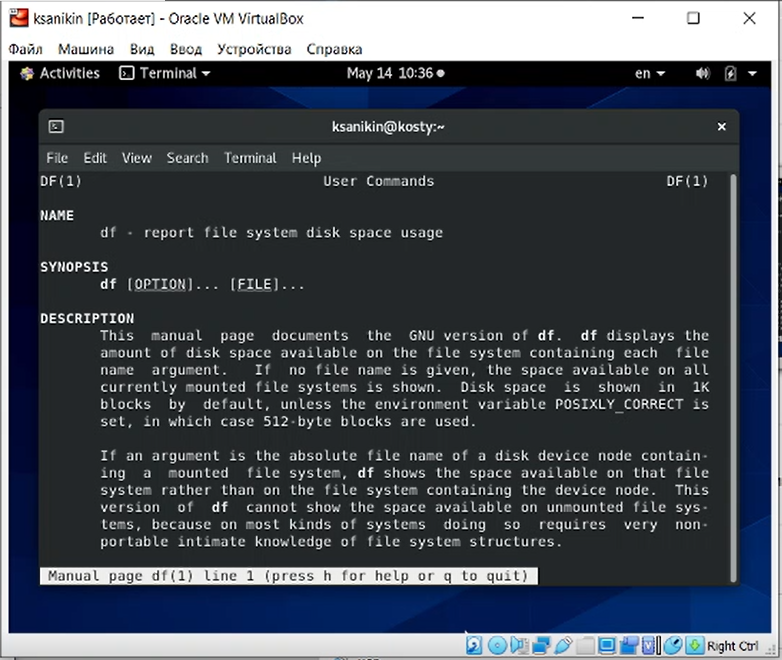 ksanikin [Работает] - Oracle VM VirtualBox
Файл Машина Вид Ввод Устройства Справка
Activities Terminal May 14 10:36 en
ksanikin@kosty:~
File Edit View Search Terminal Help
DF(1) User Commands DF(1)
NAME
df - report file system disk space usage
SYNOPSIS
df [OPTION]... [FILE]...
DESCRIPTION
This manual page documents the GNU version of df. df displays the
amount of disk space available on the file system containing each file
name argument. If no file name is given, the space available on all
currently mounted file systems is shown. Disk space is shown in 1K
blocks by default, unless the environment variable POSIXLY_CORRECT is
set, in which case 512-byte blocks are used.
If an argument is the absolute file name of a disk device node contain-
ing a mounted file system, df shows the space available on that file
system rather than on the file system containing the device node. This
version of df cannot show the space available on unmounted file sys-
tems, because on most kinds of systems doing so requires very non-
portable intimate knowledge of file system structures.
Manual page df(1) line 1 (press h for help or q to quit)
Right Ctrl